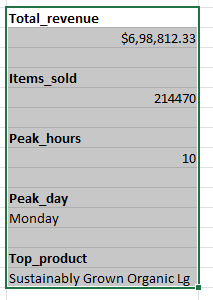 Total_revenue
$6,98,812.33
Items_sold
214470
Peak_hours
10
Peak_day
Monday
Top_product
Sustainably Grown Organic Lg